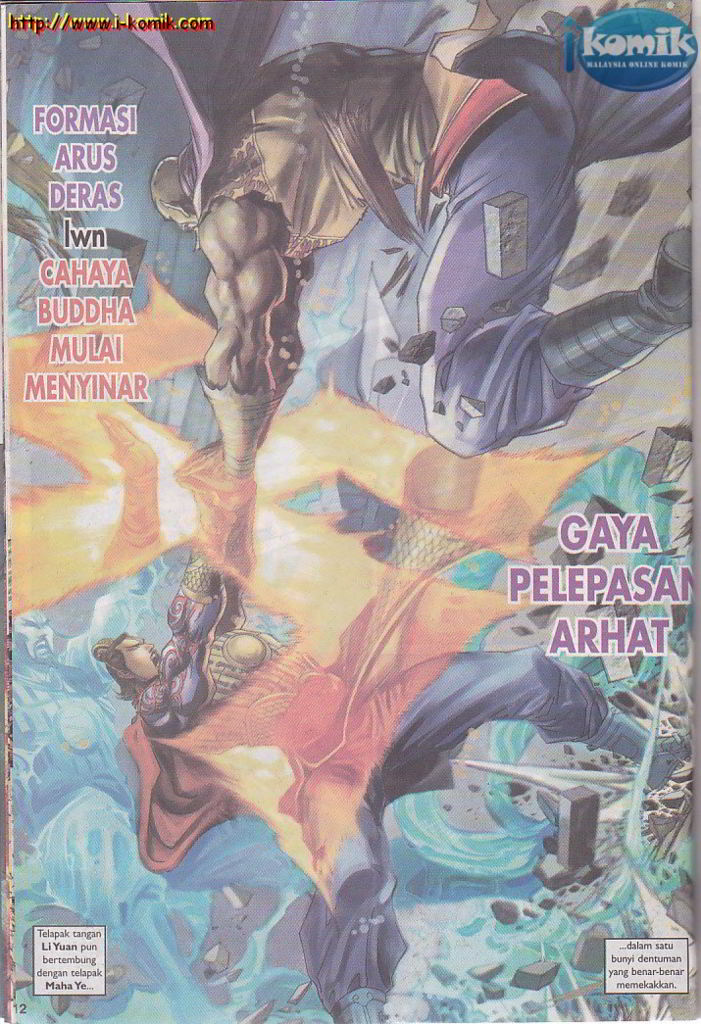 http://www.i-komik.com
ikomik
MALAYSIA ONLINE KOMIK
FORMASI
ARUS
DERAS
lwn
CAHAYA
BUDDHA
MULAI
MENYINAR
GAYA
PELEPASAN
ARHAT
Telapak tangan
Li Yuan pun
bertembung
dengan telapak
Maha Ye...
...dalam satu
bunyi dentuman
yang benar-benar
memekakkan.
12